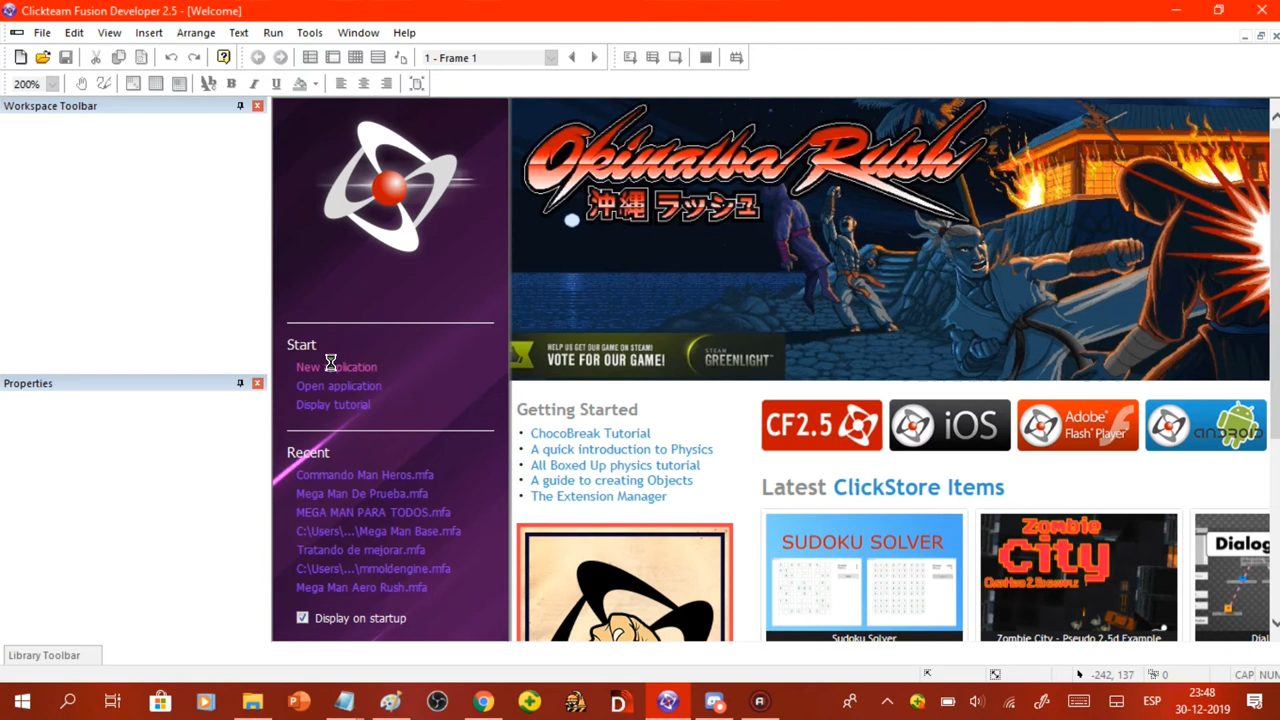 Clickteam Fusion Developer 2.5 - [Welcome]
File Edit View Insert Arrange Text Run Tools Window Help
1 - Frame 1
200%
Workspace Toolbar
Properties
Library Toolbar
Start
New application
Open application
Display tutorial
Recent
Commando Man Heros.mfa
Mega Man De Prueba.mfa
MEGA MAN PARA TODOS.mfa
C:\Users\...\Mega Man Base.mfa
Tratando de mejorar.mfa
C:\Users\...\mmoldengine.mfa
Mega Man Aero Rush.mfa
Display on startup
Okinawa Rush
沖縄 ラッシュ
HELP US GET OUR GAME ON STEAM!
VOTE FOR OUR GAME!
STEAM
GREENLIGHT™
Getting Started
• ChocoBreak Tutorial
• A quick introduction to Physics
• All Boxed Up physics tutorial
• A guide to creating Objects
• The Extension Manager
CF2.5
iOS
Adobe
Flash Player
ANDROID
Latest ClickStore Items
SUDOKU SOLVER
Sudoku Solver
Zombie
City
Zombie City - Pseudo 2.5d Example
Dialog
Dial
-242, 137
0
CAP NUM
ESP
23:48
30-12-2019